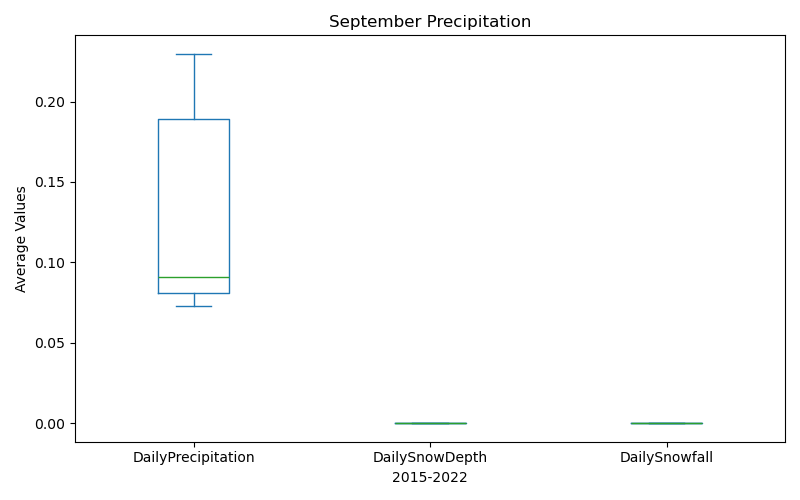 September Precipitation
Average Values
0.20
0.15
0.10
0.05
0.00
DailyPrecipitation
DailySnowDepth
DailySnowfall
2015-2022